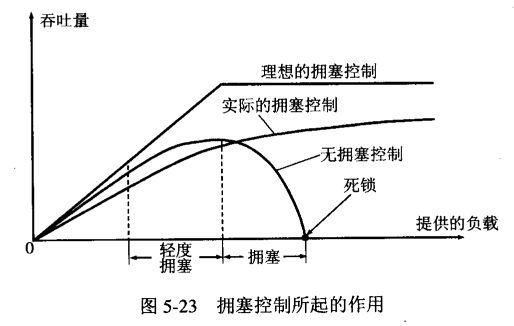 吞吐量
理想的拥塞控制
实际的拥塞控制
无拥塞控制
死锁
提供的负载
0
轻度
拥塞
拥塞
图 5-23 拥塞控制所起的作用